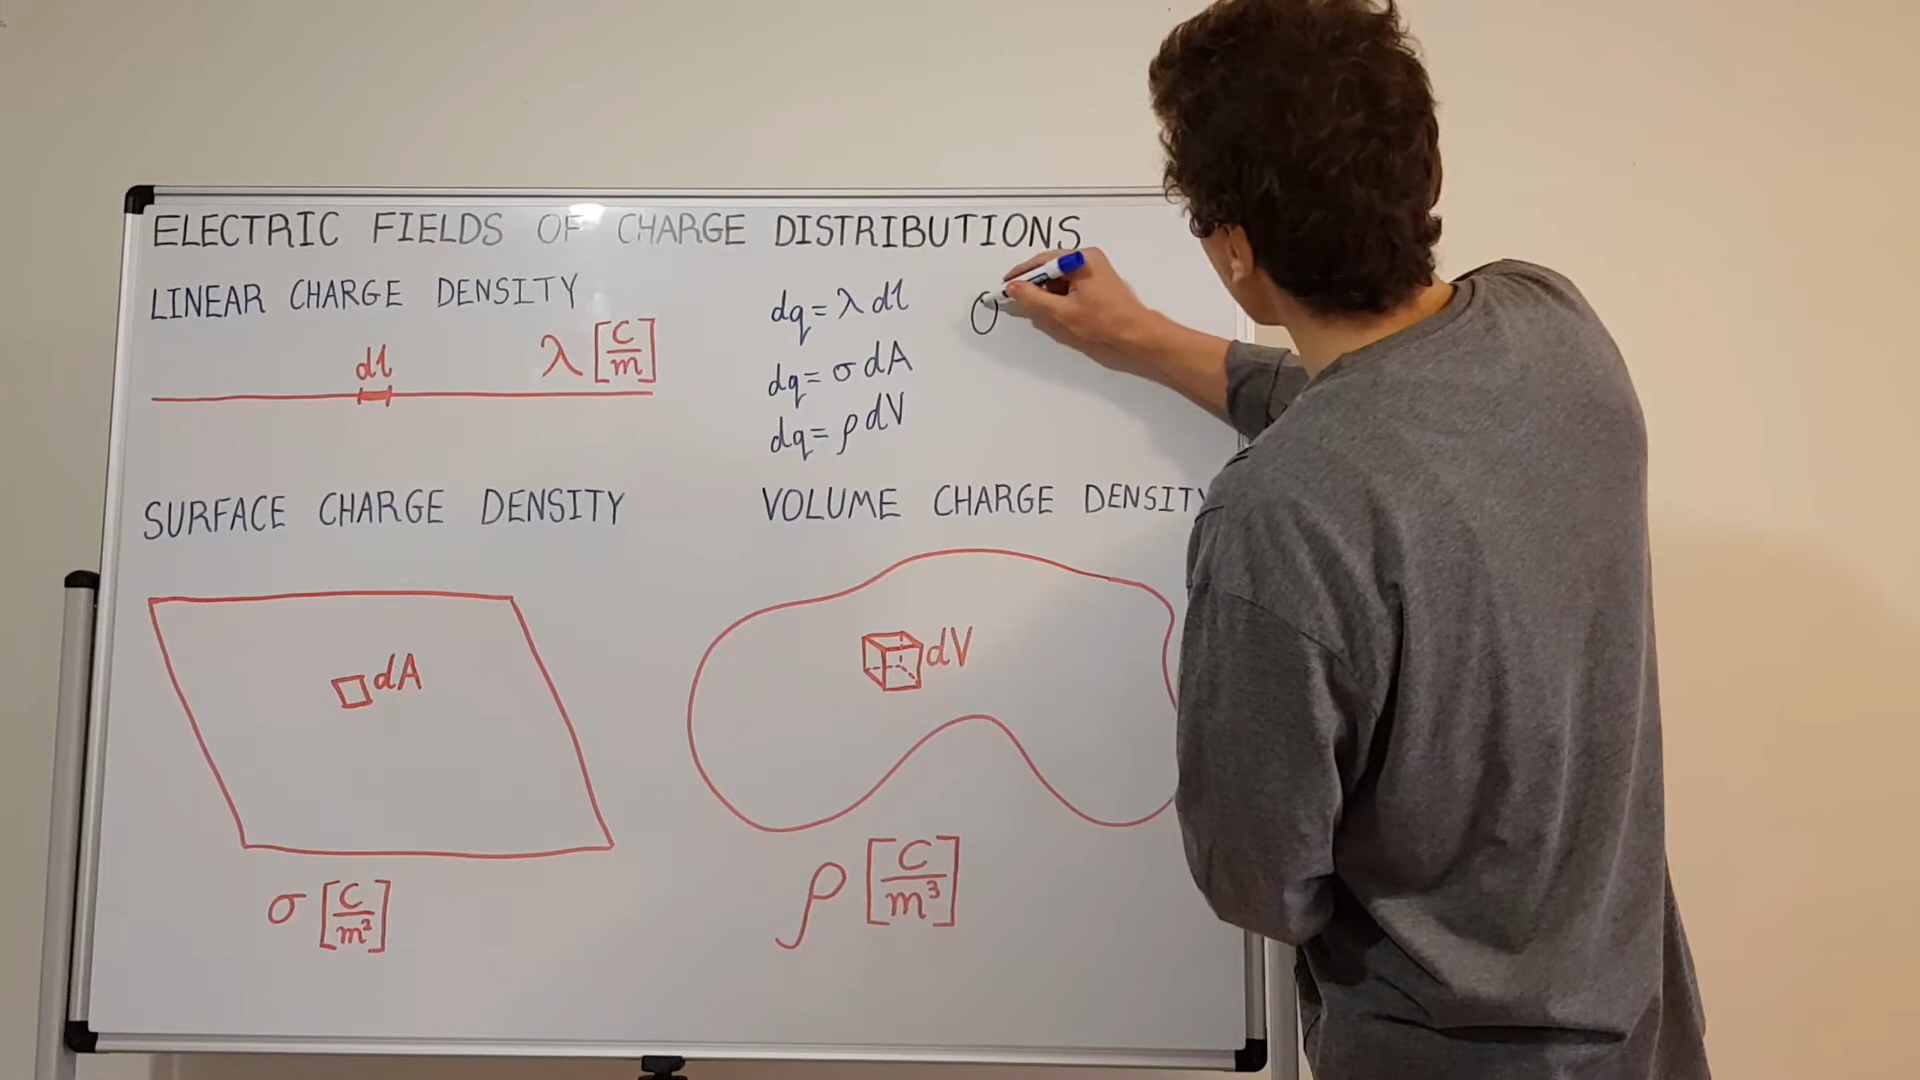 ELECTRIC FIELDS OF CHARGE DISTRIBUTIONS
LINEAR CHARGE DENSITY
dl
λ [C/m]
dq = λ dl
dq = σ dA
dq = ρ dV
SURFACE CHARGE DENSITY
dA
σ [C/m²]
VOLUME CHARGE DENSITY
dV
ρ [C/m³]